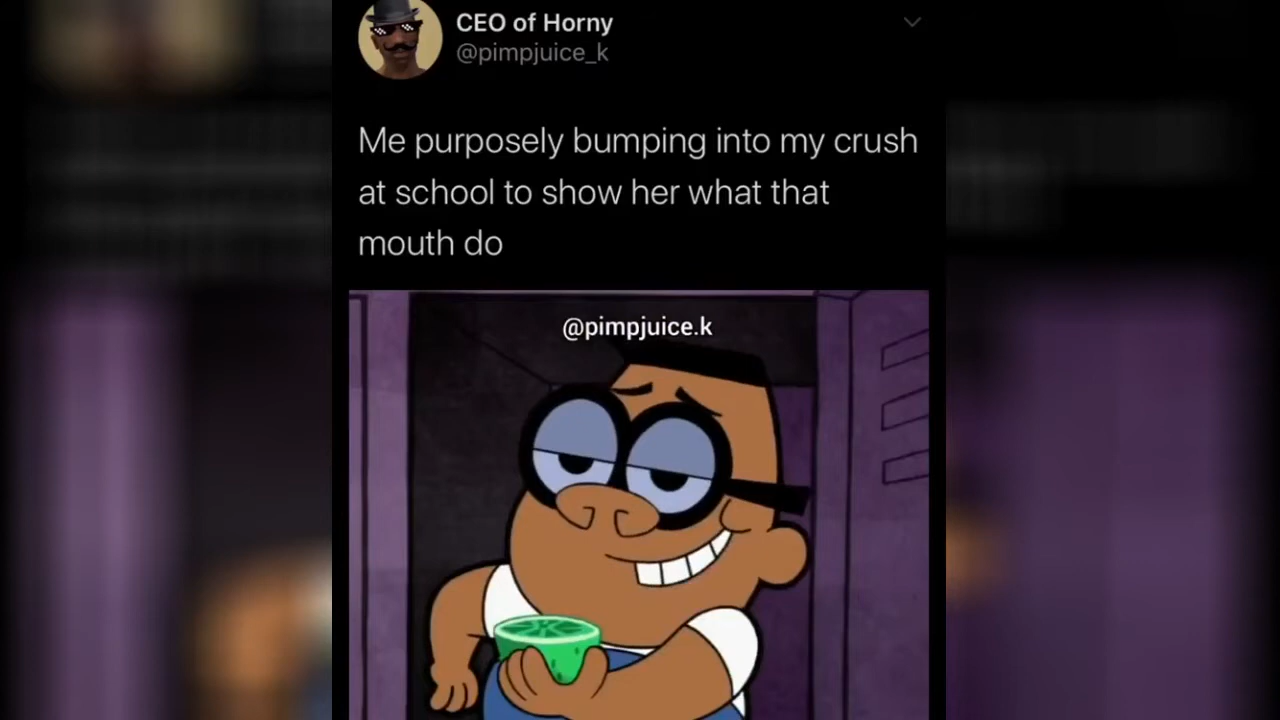 CEO of Horny
@pimpjuice_k
Me purposely bumping into my crush
at school to show her what that
mouth do
@pimpjuice.k